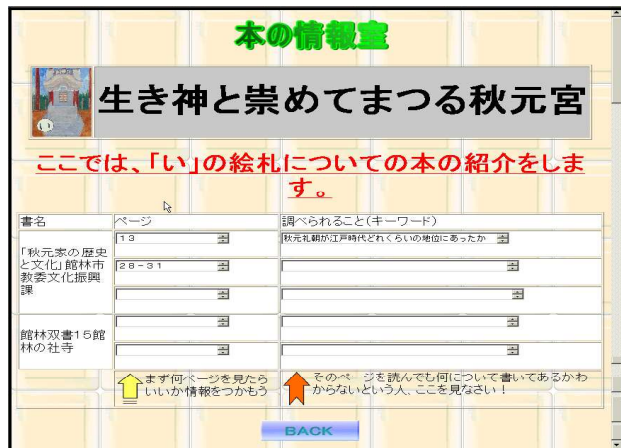 本の情報室
生き神と崇めてまつる秋元宮
ここでは、「い」の絵札についての本の紹介をしま
す。
書名 ページ 調べられること(キーワード)
「秋元家の歴史
と文化」館林市
教委文化振興
課
13 秋元礼朝が江戸時代どれくらいの地位にあったか
28-31
館林双書15館
林の社寺
まず何ページを見たら
いいか情報をつかもう
そのページを読んでも何について書いてあるかわ
からないという人、ここを見なさい!
BACK